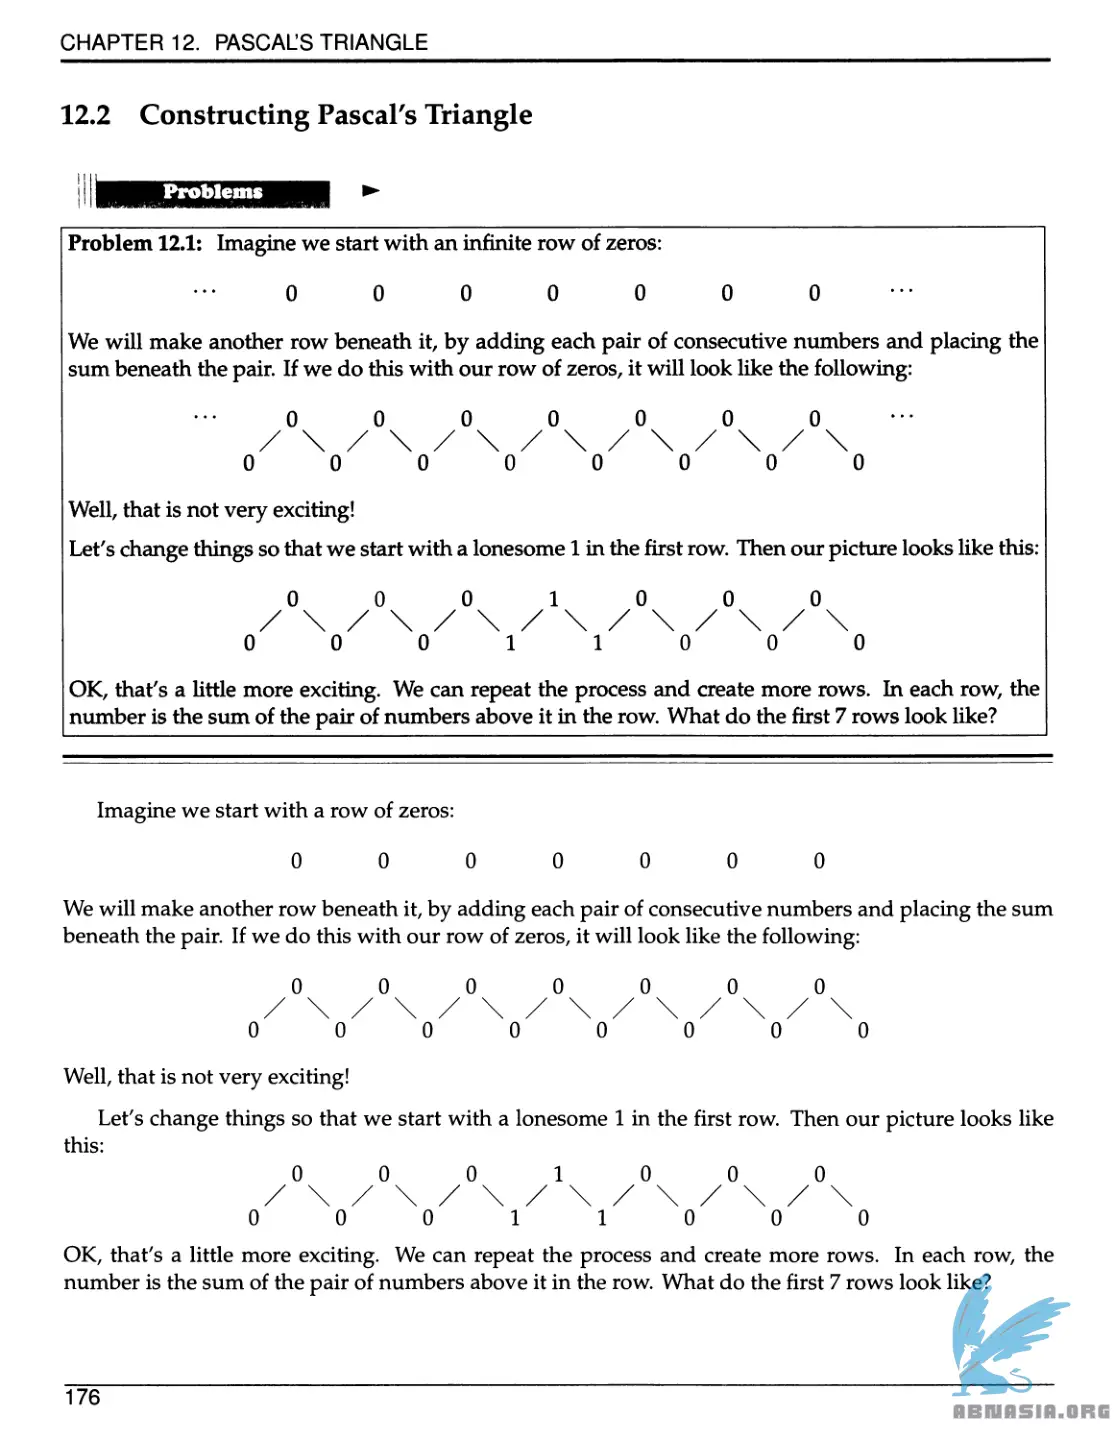 CHAPTER 12. PASCAL'S TRIANGLE
12.2 Constructing Pascal's Triangle
Problems
Problem 12.1: Imagine we start with an infinite row of zeros:
··· 0 0 0 0 0 0 0 ···
We will make another row beneath it, by adding each pair of consecutive numbers and placing the
sum beneath the pair. If we do this with our row of zeros, it will look like the following:
··· 0 0 0 0 0 0 0 ···
0 0 0 0 0 0 0 0
Well, that is not very exciting!
Let's change things so that we start with a lonesome 1 in the first row. Then our picture looks like this:
0 0 0 1 0 0 0
0 0 0 1 1 0 0 0
OK, that's a little more exciting. We can repeat the process and create more rows. In each row, the
number is the sum of the pair of numbers above it in the row. What do the first 7 rows look like?
Imagine we start with a row of zeros:
0 0 0 0 0 0 0
We will make another row beneath it, by adding each pair of consecutive numbers and placing the sum
beneath the pair. If we do this with our row of zeros, it will look like the following:
0 0 0 0 0 0 0
0 0 0 0 0 0 0 0
Well, that is not very exciting!
Let's change things so that we start with a lonesome 1 in the first row. Then our picture looks like
this:
0 0 0 1 0 0 0
0 0 0 1 1 0 0 0
OK, that's a little more exciting. We can repeat the process and create more rows. In each row, the
number is the sum of the pair of numbers above it in the row. What do the first 7 rows look like?
176
ABNASIA.ORG